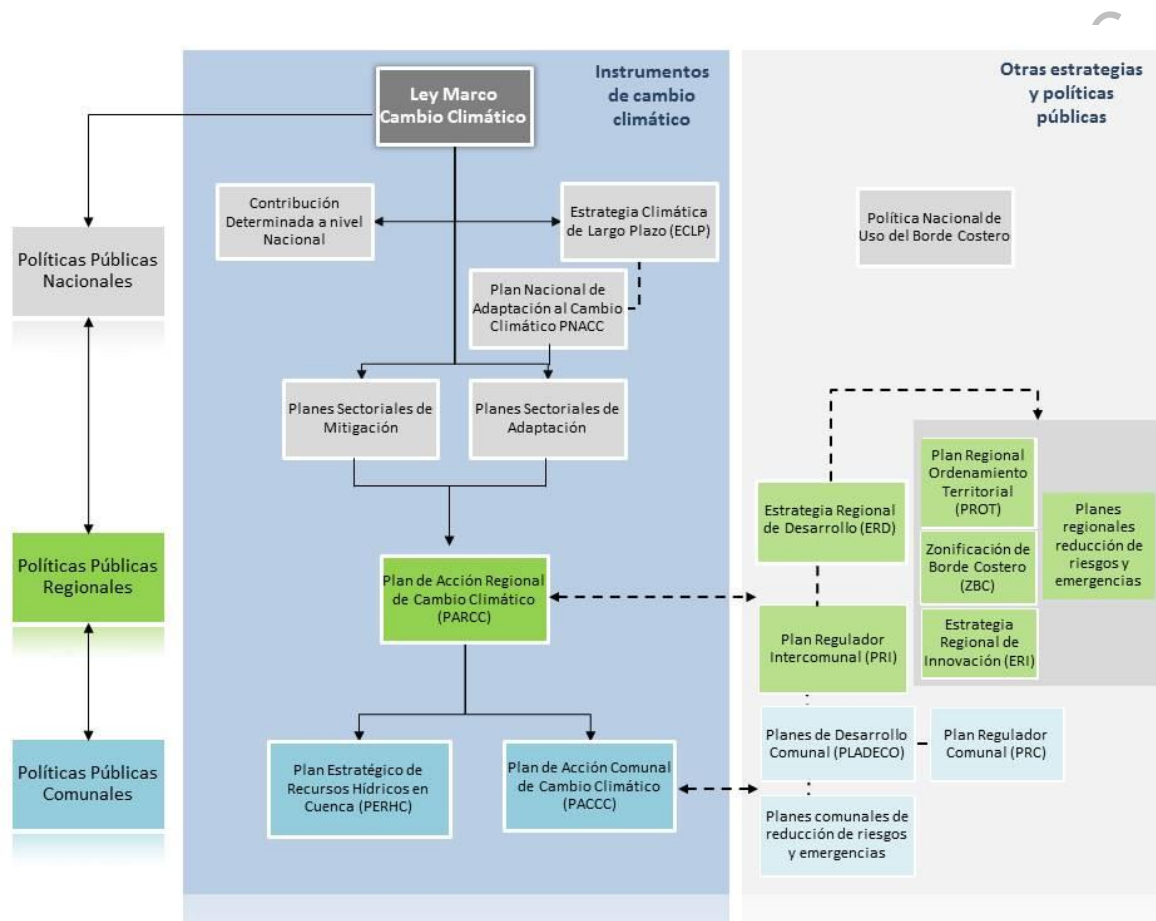 Instrumentos
de cambio
climático
Otras estrategias
y políticas
públicas
Ley Marco
Cambio Climático
Contribución
Determinada a nivel
Nacional
Estrategia Climática
de Largo Plazo (ECLP)
Política Nacional de
Uso del Borde Costero
Políticas Públicas
Nacionales
Plan Nacional de
Adaptación al Cambio
Climático PNACC
Planes Sectoriales de
Mitigación
Planes Sectoriales de
Adaptación
Plan Regional
Ordenamiento
Territorial
(PROT)
Estrategia Regional
de Desarrollo (ERD)
Planes
regionales
reducción de
riesgos y
emergencias
Zonificación de
Borde Costero
(ZBC)
Políticas Públicas
Regionales
Plan de Acción Regional
de Cambio Climático
(PARCC)
Plan Regulador
Intercomunal (PRI)
Estrategia
Regional de
Innovación (ERI)
Políticas Públicas
Comunales
Plan Estratégico de
Recursos Hídricos en
Cuenca (PERHC)
Plan de Acción Comunal
de Cambio Climático
(PACCC)
Planes de Desarrollo
Comunal (PLADECO)
Plan Regulador
Comunal (PRC)
Planes comunales de
reducción de riesgos
y emergencias